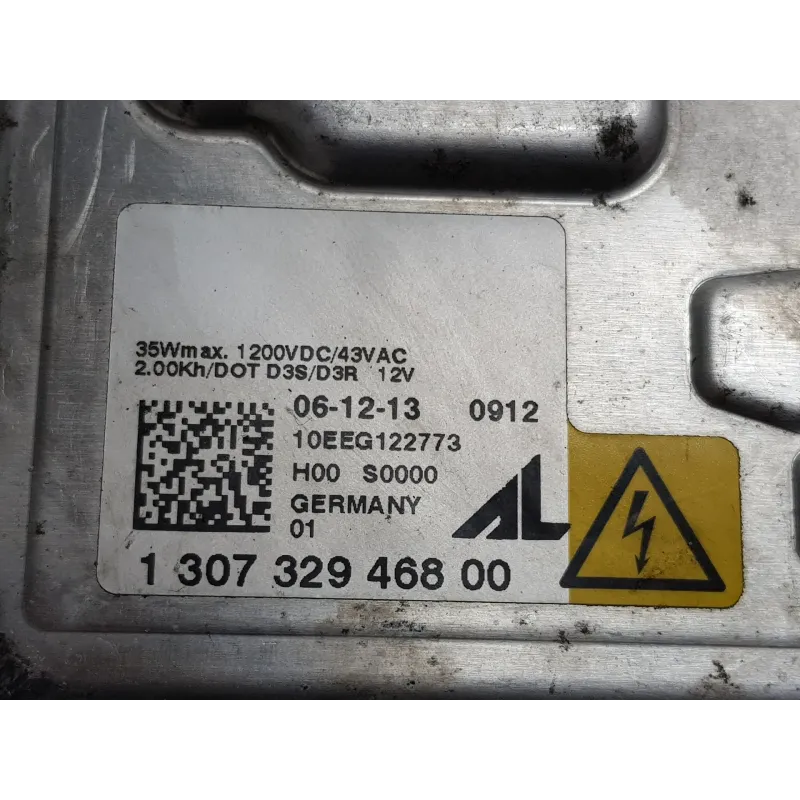 35Wmax. 1200VDC/43VAC
2.00Kh/DOT D3S/D3R 12V
06-12-13 0912
10EEG122773
H00 S0000
GERMANY
01
AL
1 307 329 468 00